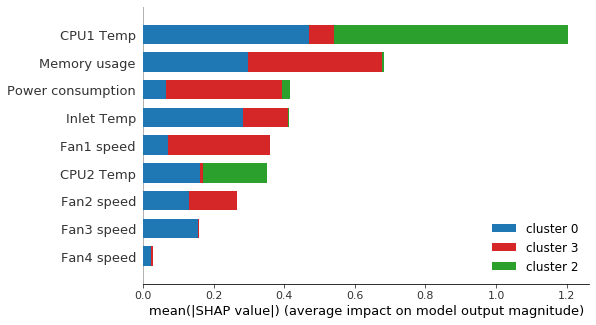 CPU1 Temp
Memory usage
Power consumption
Inlet Temp
Fan1 speed
CPU2 Temp
Fan2 speed
Fan3 speed
Fan4 speed
cluster 0
cluster 3
cluster 2
0.0 0.2 0.4 0.6 0.8 1.0 1.2
mean(|SHAP value|) (average impact on model output magnitude)